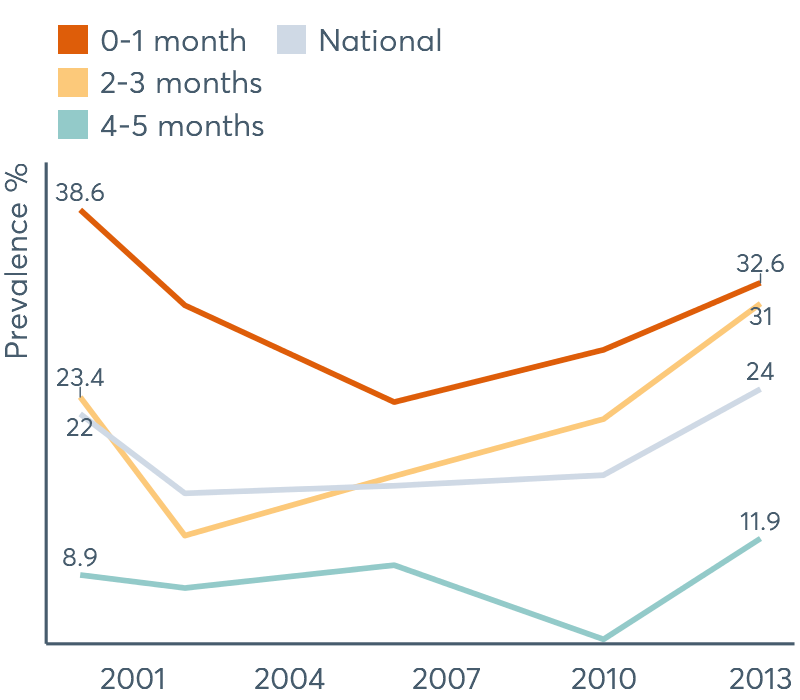 0-1 month National
2-3 months
4-5 months
Prevalence %
38.6
32.6
31
23.4
24
22
11.9
8.9
2001 2004 2007 2010 2013